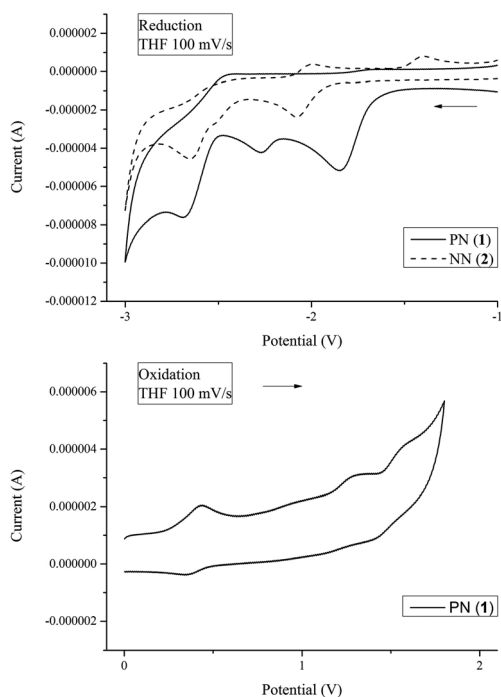 Reduction
THF 100 mV/s
0.000002
0.000000
-0.000002
-0.000004
-0.000006
-0.000008
-0.000010
-0.000012
Current (A)
PN (1)
NN (2)
-3
-2
-1
Potential (V)
Oxidation
THF 100 mV/s
0.000006
0.000004
0.000002
0.000000
-0.000002
Current (A)
PN (1)
0
1
2
Potential (V)